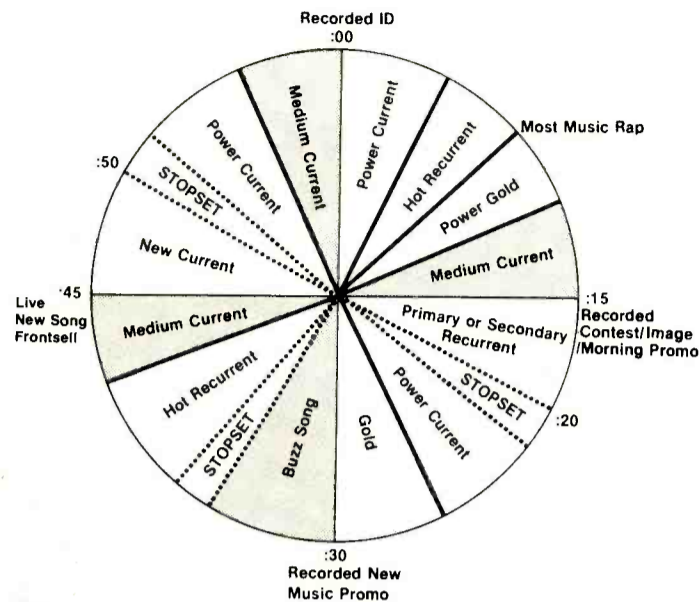 Recorded ID
:00
Power Current
Hot Recurrent
Most Music Rap
Power Gold
Medium Current
:15
Recorded
Contest/Image
/Morning Promo
Primary or Secondary
Recurrent
STOPSET
:20
Power Current
Gold
:30
Recorded New
Music Promo
Buzz Song
STOPSET
Hot Recurrent
Medium Current
:45
Live
New Song
Frontsell
New Current
STOPSET
:50
Power Current
Medium Current